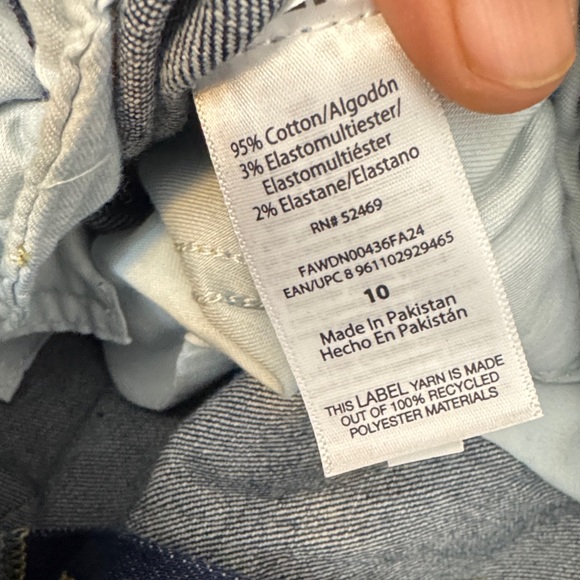 95% Cotton/Algodón
3% Elastomultiester/
Elastomultiéster
2% Elastane/Elastano
RN# 52469
FAWDN00436FA24
EAN/UPC 8 961102929465
10
Made In Pakistan
Hecho En Pakistán
THIS LABEL YARN IS MADE
OUT OF 100% RECYCLED
POLYESTER MATERIALS